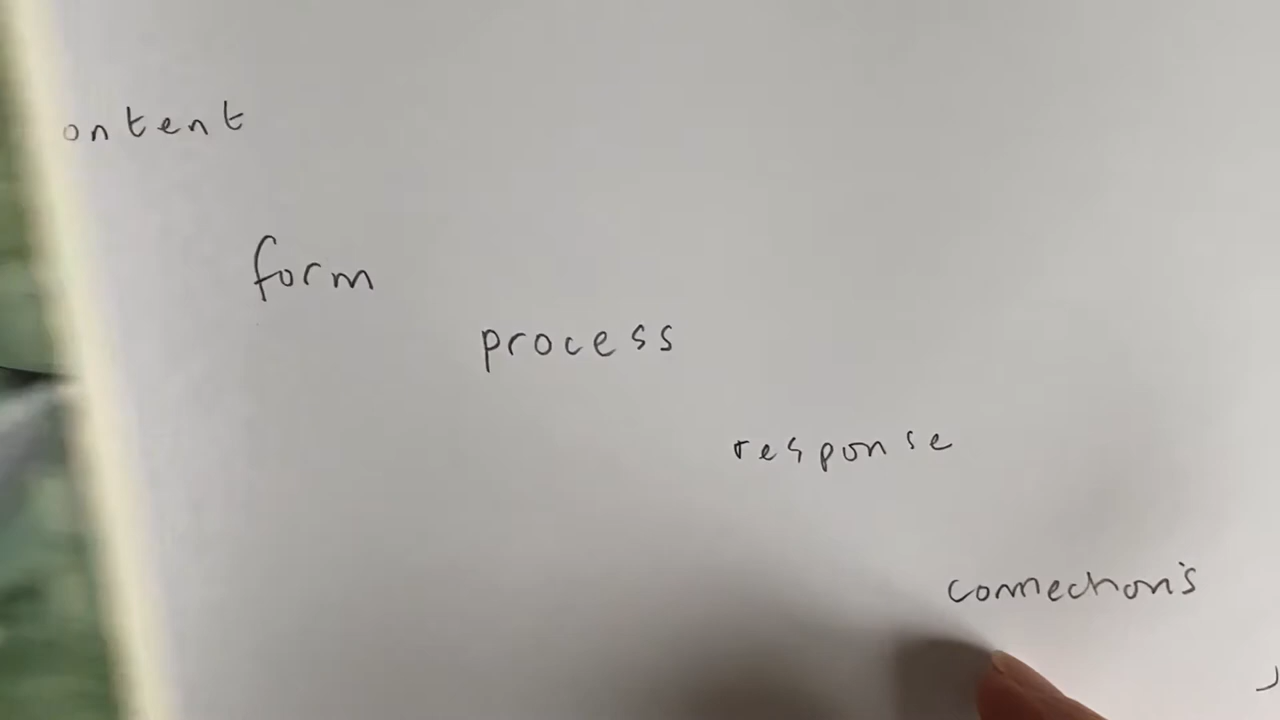 ontent
form
process
response
connections